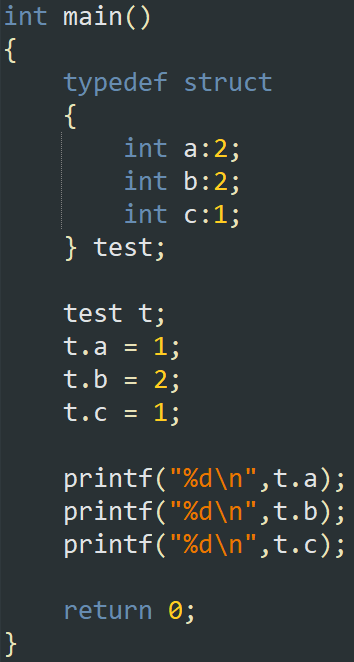 int main()
{
    typedef struct
    {
        int a:2;
        int b:2;
        int c:1;
    } test;

    test t;
    t.a = 1;
    t.b = 2;
    t.c = 1;

    printf("%d\n",t.a);
    printf("%d\n",t.b);
    printf("%d\n",t.c);

    return 0;
}